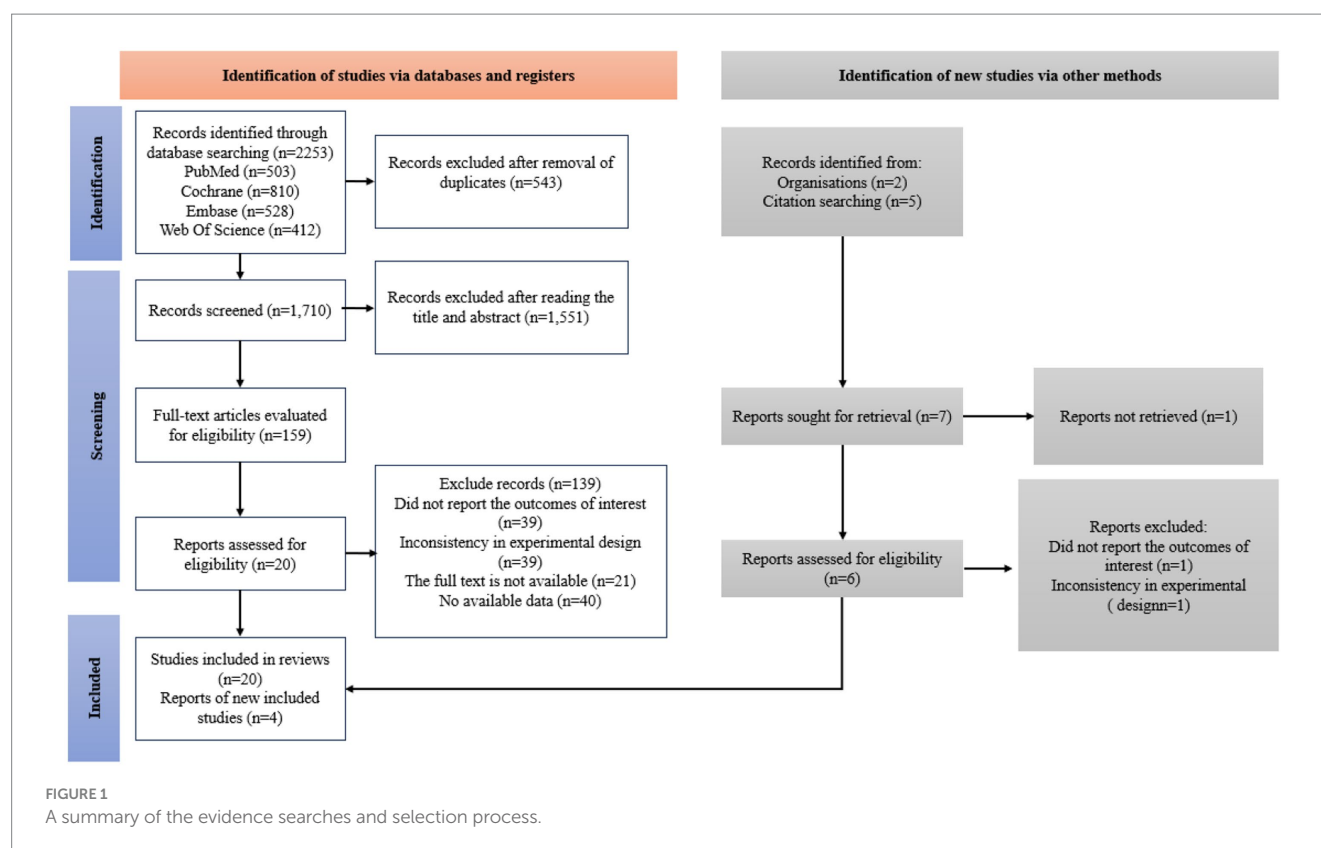 Identification of studies via databases and registers
Identification of new studies via other methods
Identification
Records identified through
database searching (n=2253)
PubMed (n=503)
Cochrane (n=810)
Embase (n=528)
Web Of Science (n=412)
Records excluded after removal of
duplicates (n=543)
Records identified from:
Organisations (n=2)
Citation searching (n=5)
Screening
Records screened (n=1,710)
Records excluded after reading the
title and abstract (n=1,551)
Full-text articles evaluated
for eligibility (n=159)
Reports sought for retrieval (n=7)
Reports not retrieved (n=1)
Exclude records (n=139)
Did not report the outcomes of interest
(n=39)
Inconsistency in experimental design
(n=39)
The full text is not available (n=21)
No available data (n=40)
Reports assessed for
eligibility (n=20)
Reports assessed for eligibility
(n=6)
Reports excluded:
Did not report the outcomes of
interest (n=1)
Inconsistency in experimental
( designn=1)
Included
Studies included in reviews
(n=20)
Reports of new included
studies (n=4)
FIGURE 1
A summary of the evidence searches and selection process.